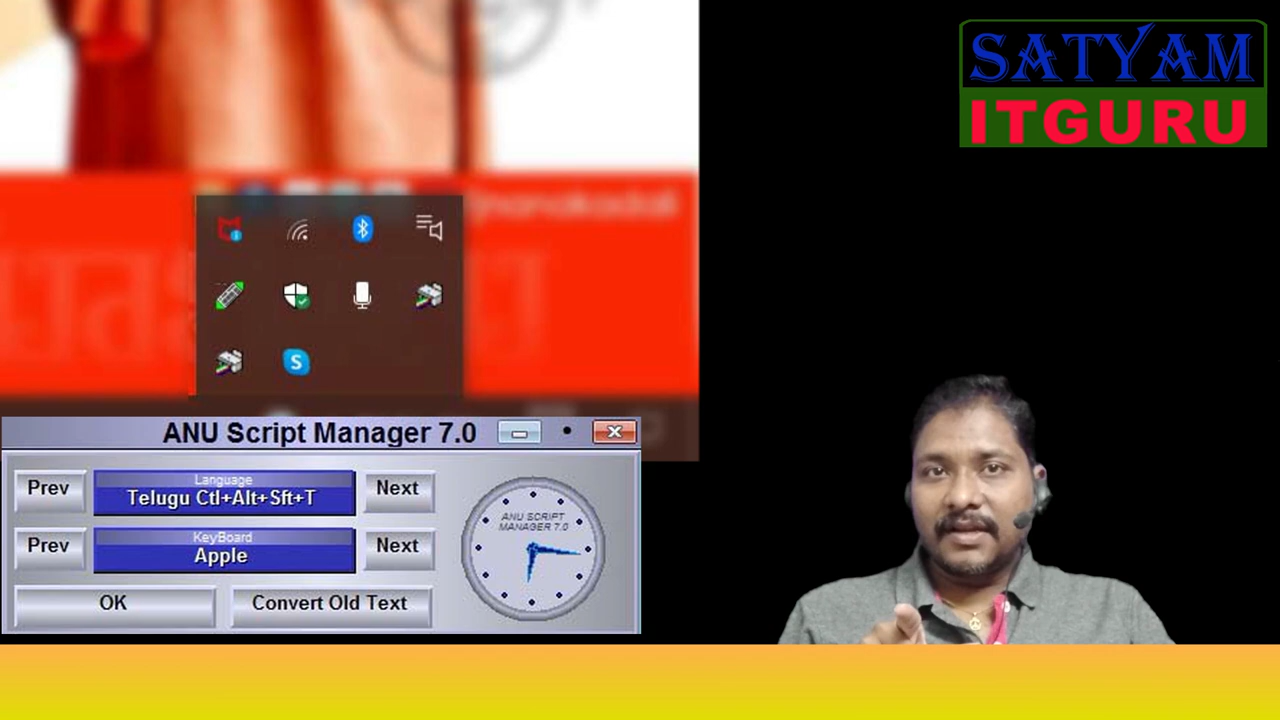 SATYAM
ITGURU
S
ANU Script Manager 7.0
Prev
Language
Telugu Ctl+Alt+Sft+T
Next
ANU SCRIPT
MANAGER 7.0
Prev
KeyBoard
Apple
Next
OK
Convert Old Text